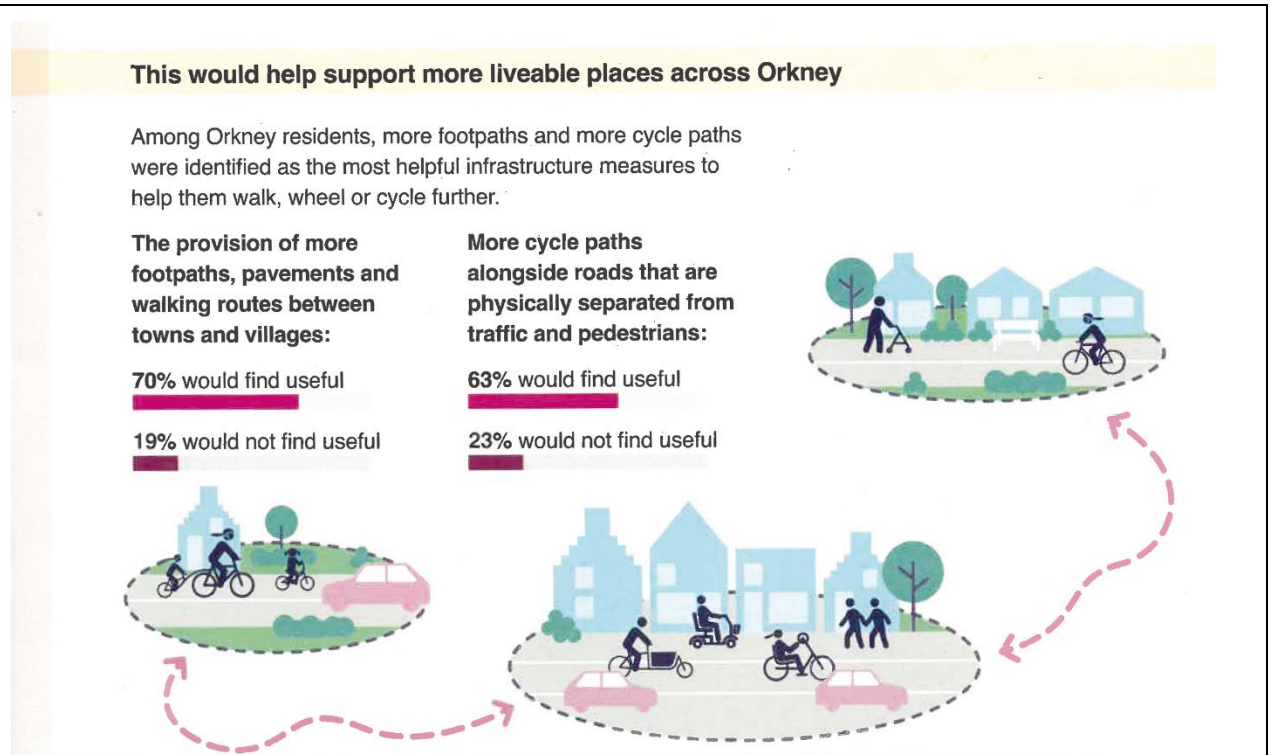 This would help support more liveable places across Orkney
Among Orkney residents, more footpaths and more cycle paths
were identified as the most helpful infrastructure measures to
help them walk, wheel or cycle further.
The provision of more
footpaths, pavements and
walking routes between
towns and villages:
70% would find useful
19% would not find useful
More cycle paths
alongside roads that are
physically separated from
traffic and pedestrians:
63% would find useful
23% would not find useful